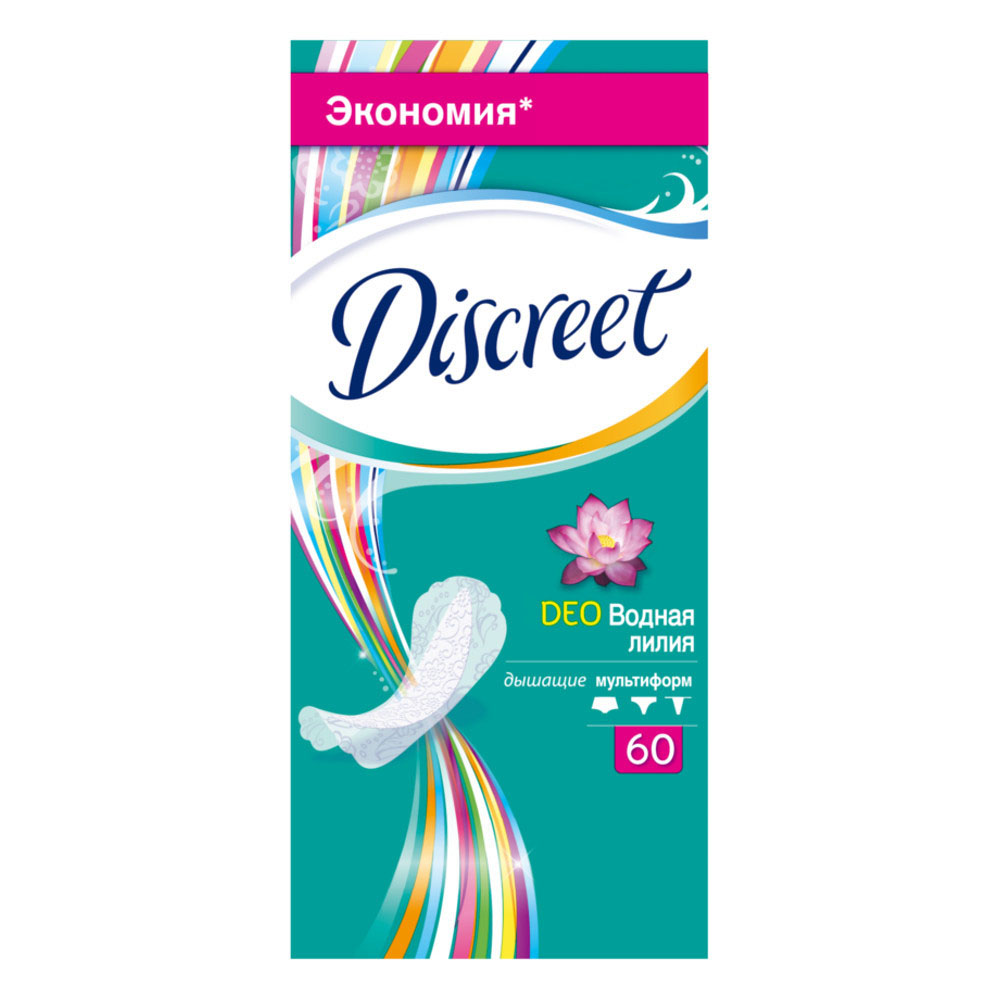 Экономия*
Discreet
DEO Водная
лилия
дышащие мультиформ
60